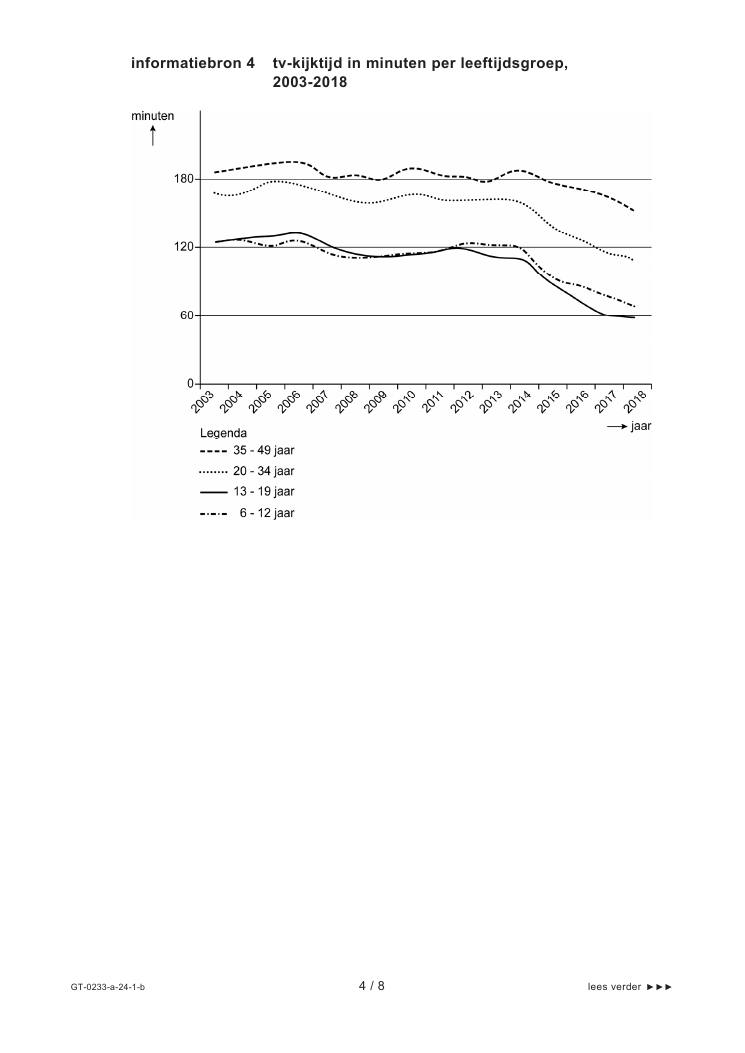 informatiebron 4 tv-kijktijd in minuten per leeftijdsgroep,
2003-2018
minuten
180
120
60
0
2003 2004 2005 2006 2007 2008 2009 2010 2011 2012 2013 2014 2015 2016 2017 2018
jaar
Legenda
35 - 49 jaar
20 - 34 jaar
13 - 19 jaar
6 - 12 jaar
GT-0233-a-24-1-b 4 / 8 lees verder ►►►